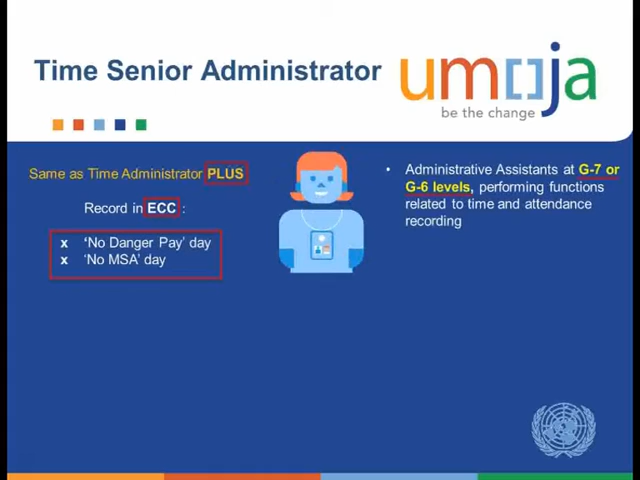 Time Senior Administrator
umoja
be the change
Same as Time Administrator PLUS
Record in ECC :
x 'No Danger Pay' day
x 'No MSA' day
• Administrative Assistants at G-7 or
G-6 levels, performing functions
related to time and attendance
recording